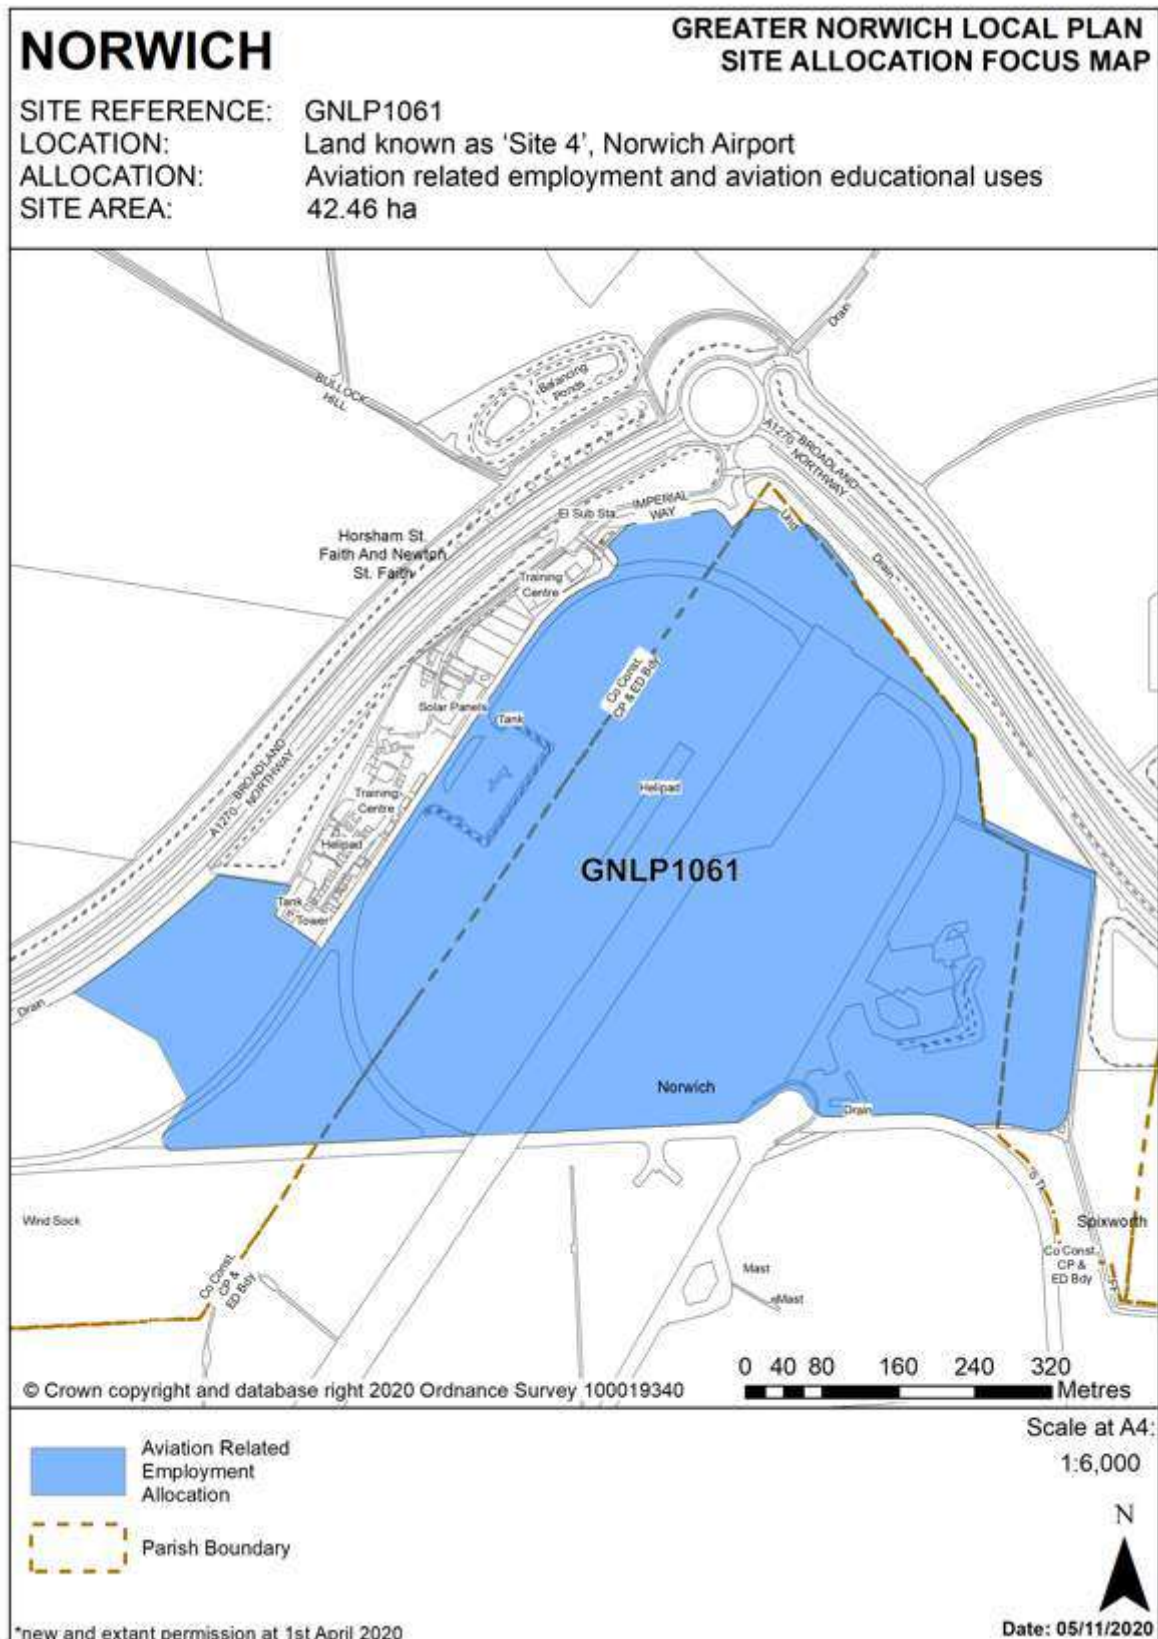 NORWICH
GREATER NORWICH LOCAL PLAN
SITE ALLOCATION FOCUS MAP
SITE REFERENCE: GNLP1061
LOCATION: Land known as 'Site 4', Norwich Airport
ALLOCATION: Aviation related employment and aviation educational uses
SITE AREA: 42.46 ha
Drain
BULLOCK
HILL
Balancing
Ponds
A1270 BROADLAND
NORTHWAY
IMPERIAL
WAY
El Sub Sta
Und
Horsham St
Faith And Newton
St. Faith
Drain
Training
Centre
Co Const.
CP & ED Bdy
Solar Panels
Tank
A1270 BROADLAND
NORTHWAY
Helipad
Training
Centre
Helipad
GNLP1061
Tank
Tower
Drain
Norwich
Drain
Wind Sock
Spixworth
Co Const.
CP &
ED Bdy
Co Const.
CP &
ED Bdy
FF
Mast
Mast
0 40 80 160 240 320
Metres
© Crown copyright and database right 2020 Ordnance Survey 100019340
Aviation Related
Employment
Allocation
Parish Boundary
Scale at A4:
1:6,000
N
*new and extant permission at 1st April 2020
Date: 05/11/2020